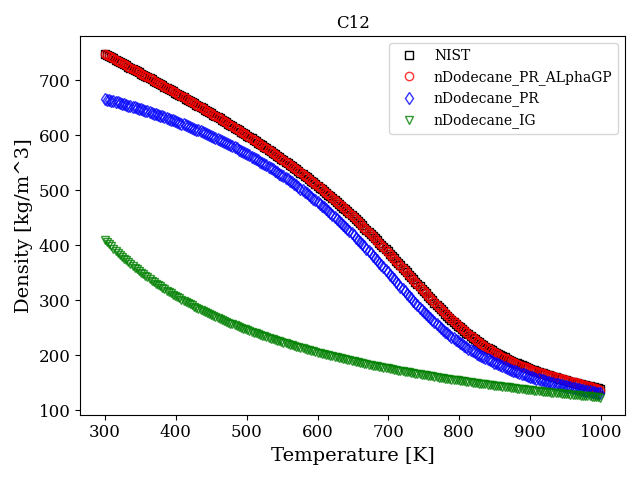 C12
NIST
nDodecane_PR_ALphaGP
nDodecane_PR
nDodecane_IG
Density [kg/m^3]
700
600
500
400
300
200
100
300 400 500 600 700 800 900 1000
Temperature [K]